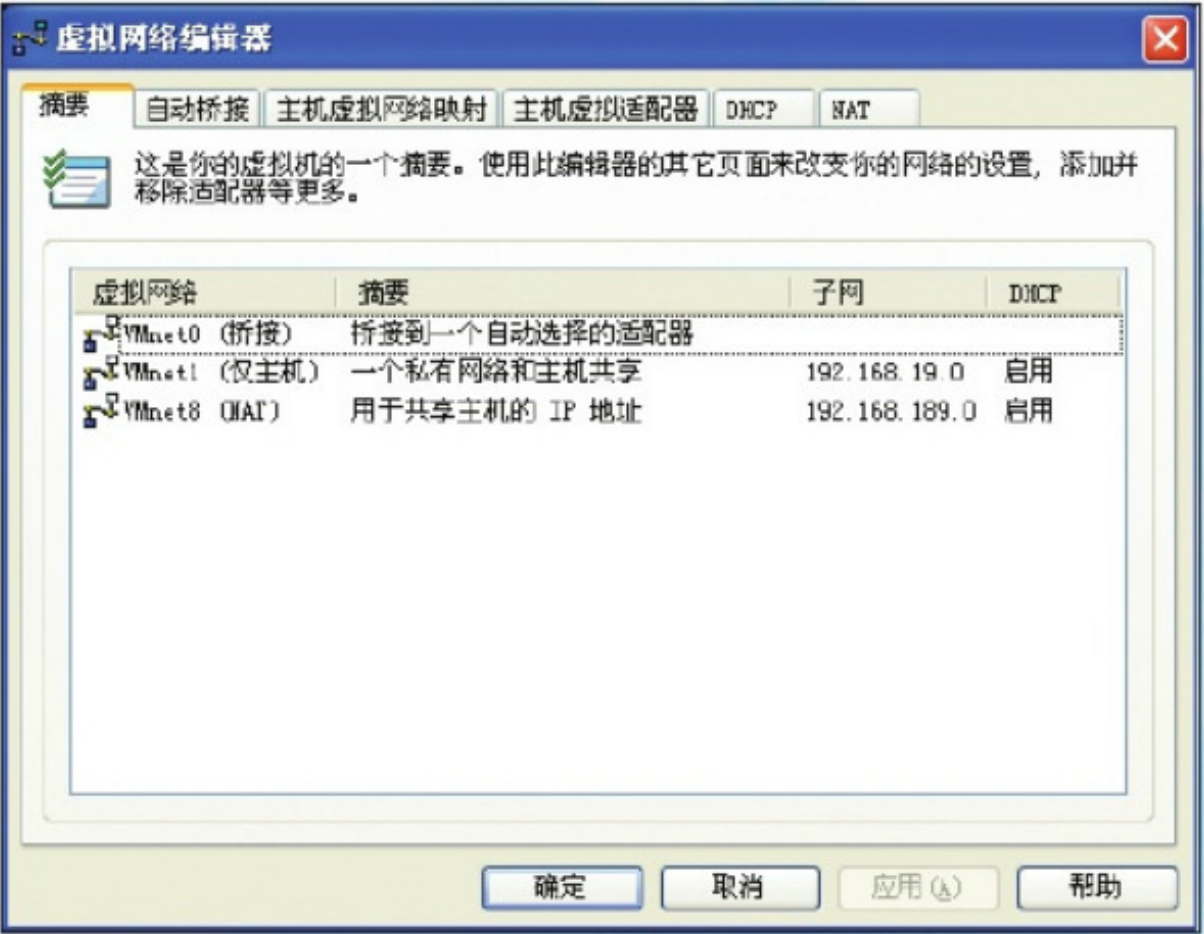 虚拟网络编辑器
摘要 自动桥接 主机虚拟网络映射 主机虚拟适配器 DHCP NAT
这是你的虚拟机的一个摘要。使用此编辑器的其它页面来改变你的网络的设置，添加并
移除适配器等更多。
虚拟网络 摘要 子网 DHCP
VMnet0 (桥接) 桥接到一个自动选择的适配器
VMnet1 (仅主机) 一个私有网络和主机共享 192.168.19.0 启用
VMnet8 (NAT) 用于共享主机的 IP 地址 192.168.189.0 启用
确定 取消 应用(A) 帮助